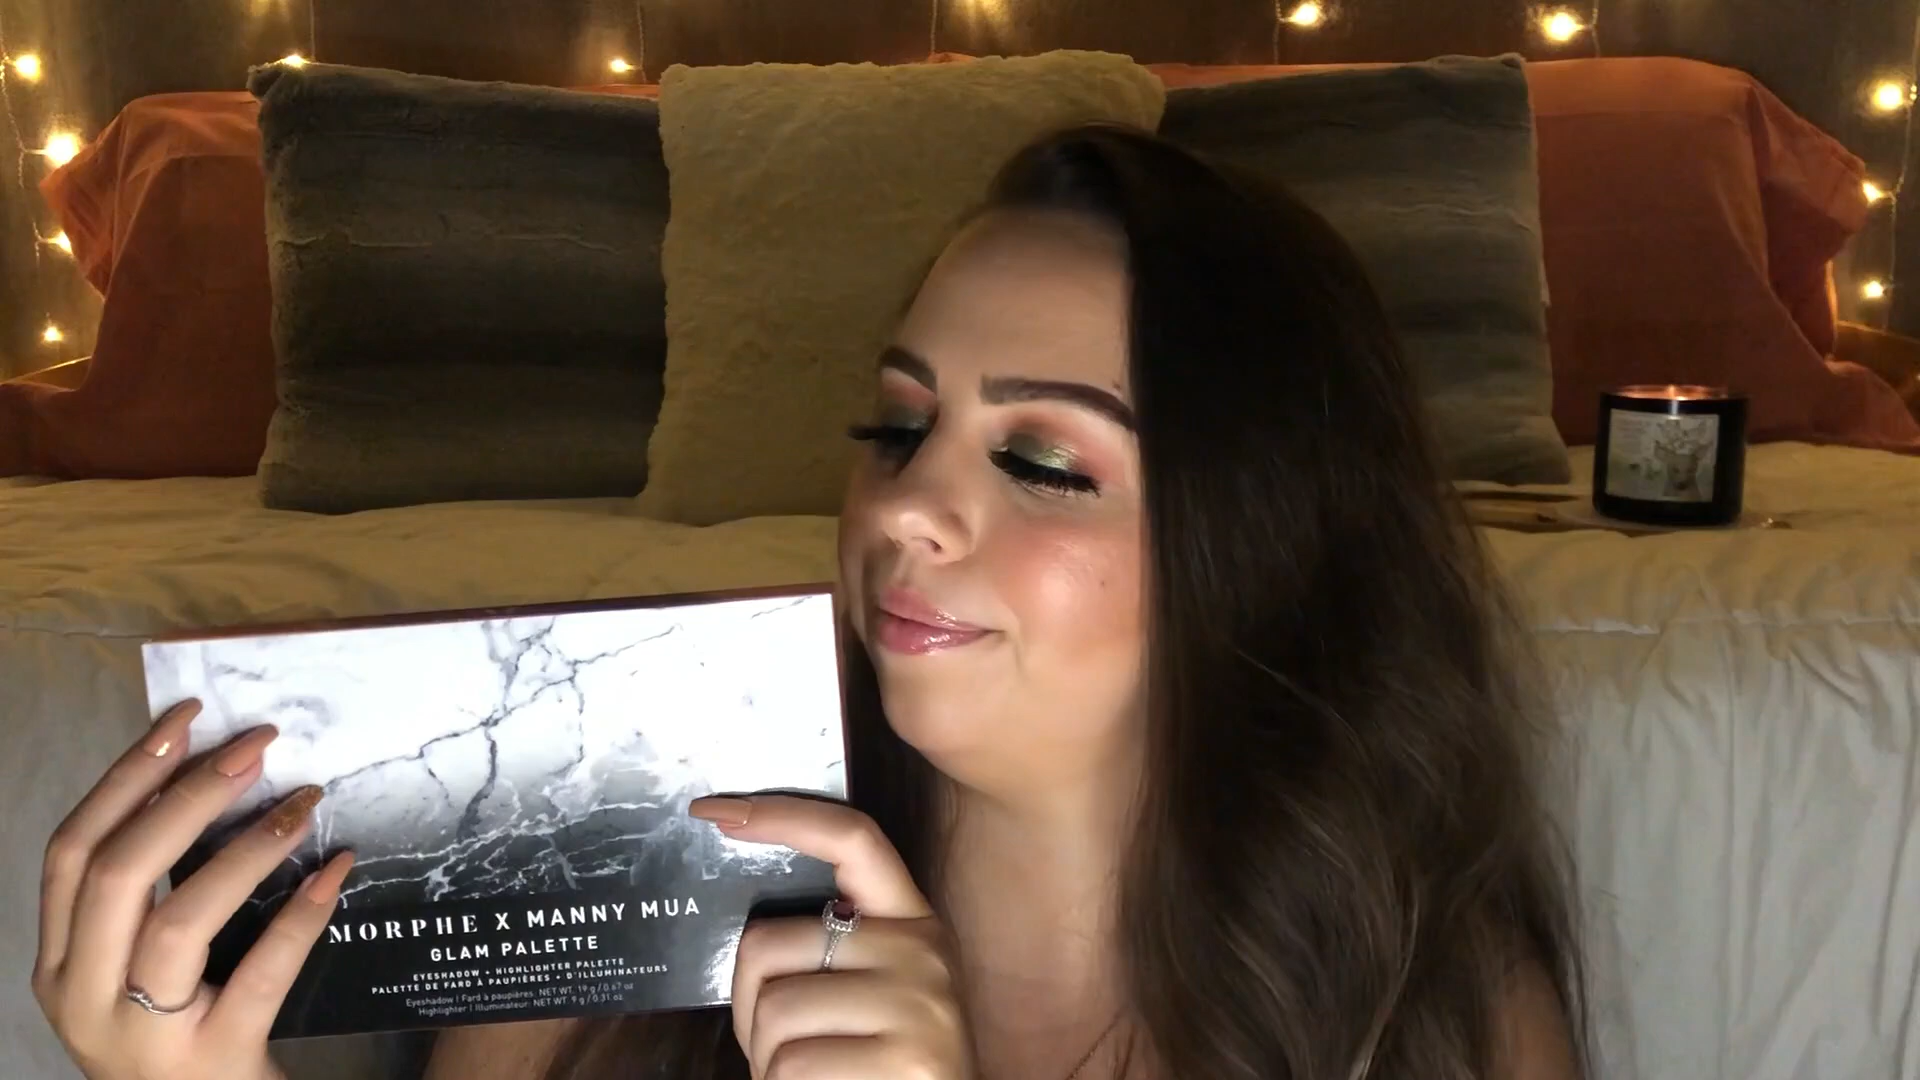 MORPHE X MANNY MUA
GLAM PALETTE
EYESHADOW + HIGHLIGHTER PALETTE
PALETTE DE FARD À PAUPIÈRES + D'ILLUMINATEURS
Eyeshadow | Fard à paupières: NET WT. 19 g / 0.67 oz
Highlighter | Illuminateur: NET WT. 9 g / 0.31 oz